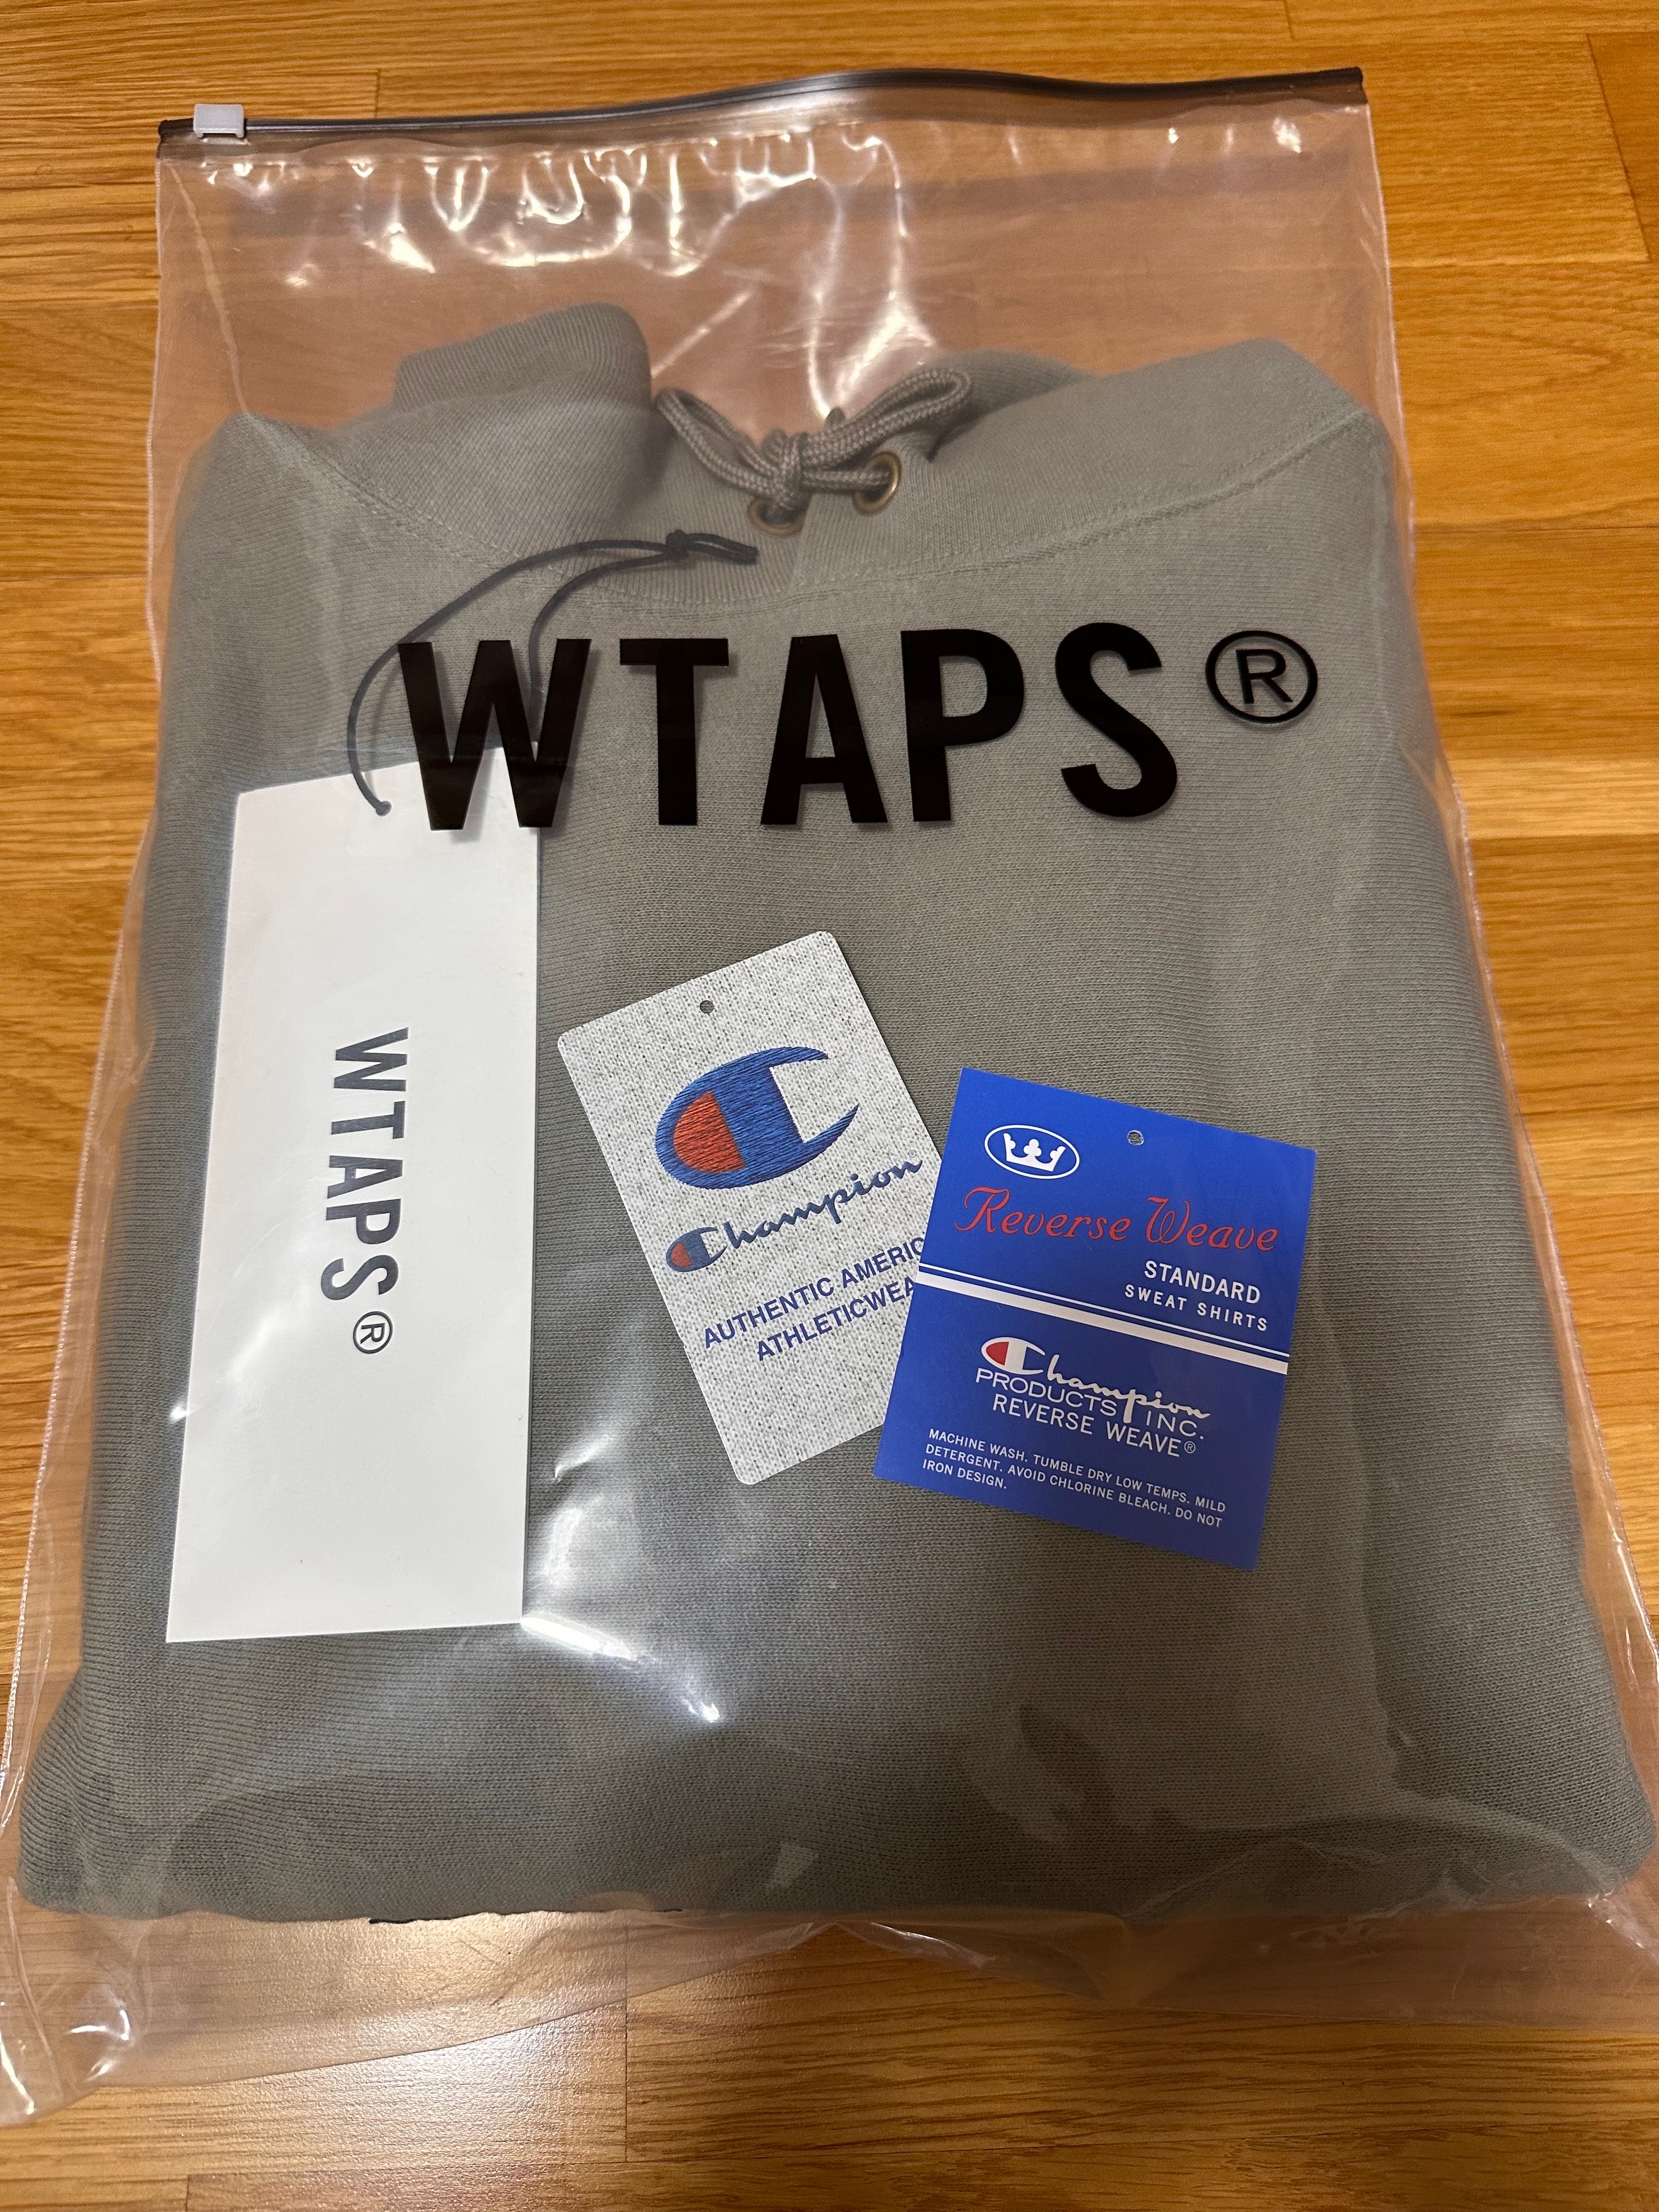 WTAPS®
WTAPS®
Champion
AUTHENTIC AMERIC
ATHLETICWEA
Reverse Weave
STANDARD
SWEAT SHIRTS
Champion
PRODUCTS INC.
REVERSE WEAVE®
MACHINE WASH. TUMBLE DRY LOW TEMPS. MILD
DETERGENT. AVOID CHLORINE BLEACH. DO NOT
IRON DESIGN.